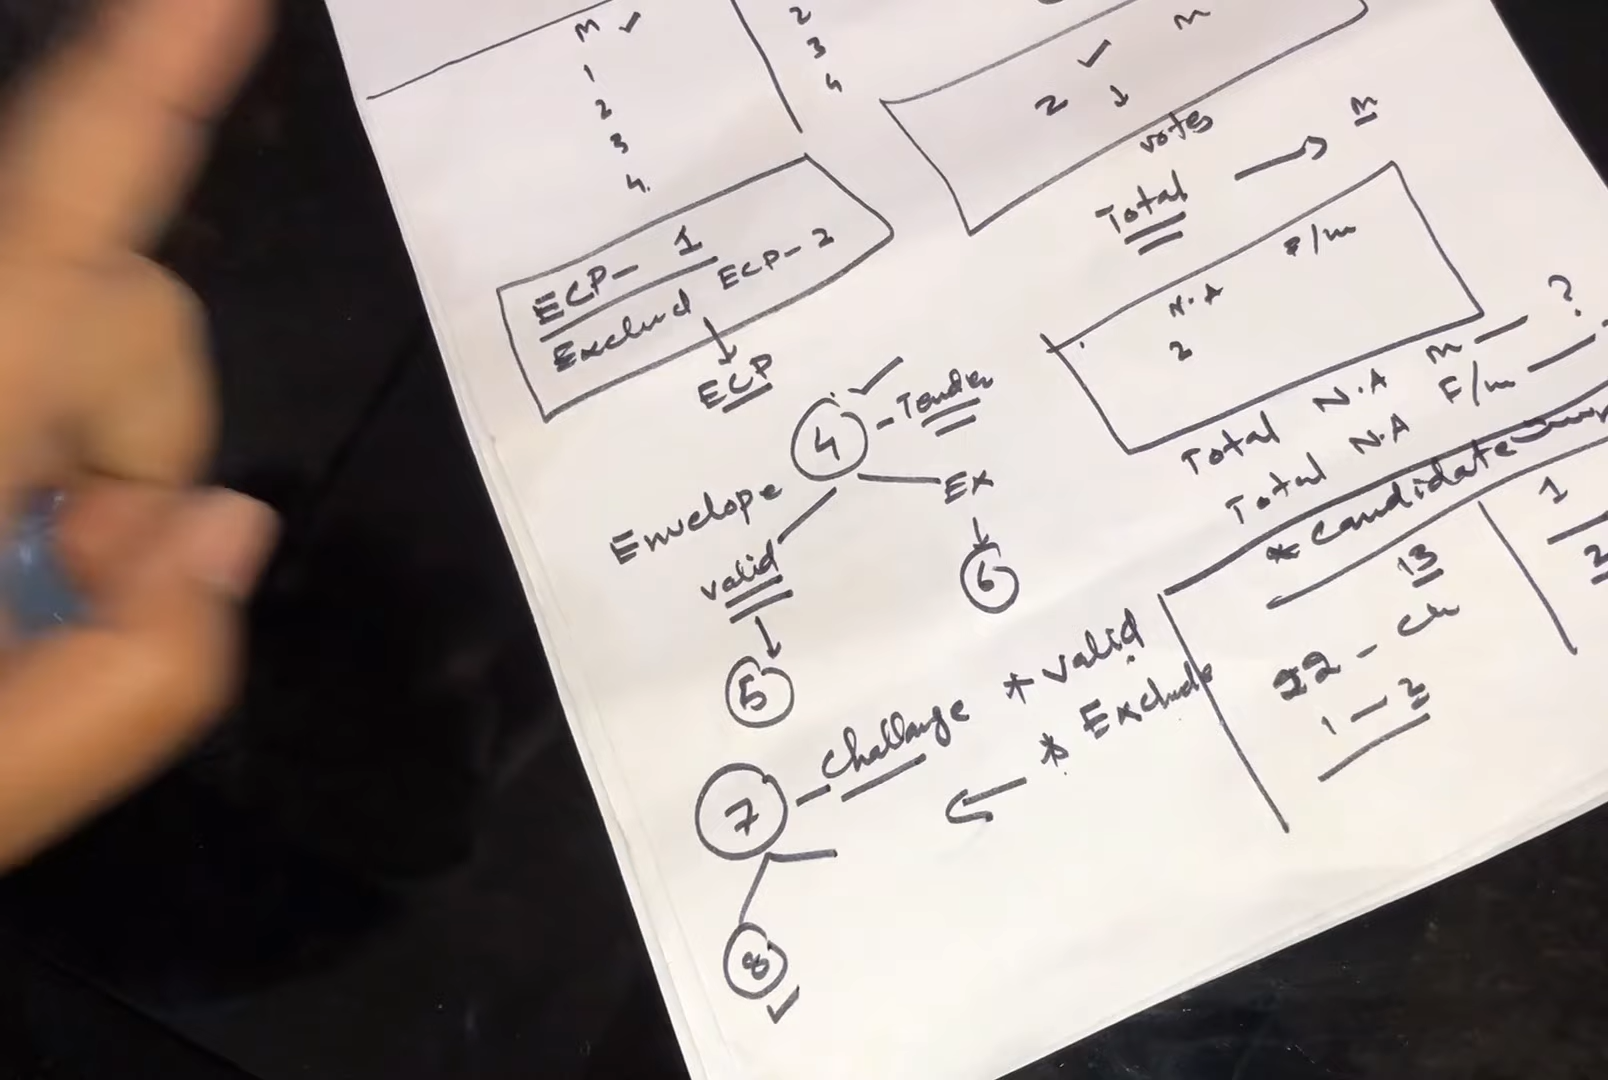 M ✓
1
2
3
4
2
3
4
M
2 ✓
↓
votes
Total → M
ECP- 1
Exclud ECP-2
↓
ECP
N.A F/M
2
Total N.A M — ?
Total N.A F/M —
4 - Tender ✓
Envelope
valid
↓
5
Ex
↓
6
* Candidate
13
22 - CH
1 - 2
1
2
7 - Challange * valid
* Exclude
8 ✓